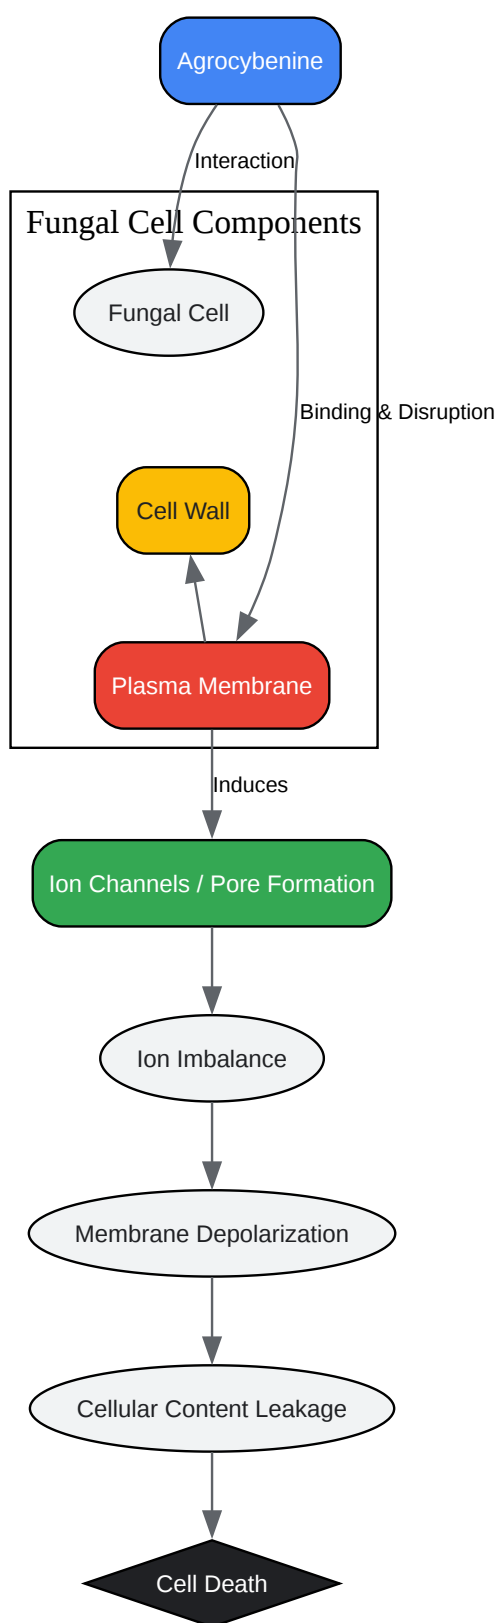 Agrocybenine
Interaction
Fungal Cell Components
Fungal Cell
Binding & Disruption
Cell Wall
Plasma Membrane
Induces
Ion Channels / Pore Formation
Ion Imbalance
Membrane Depolarization
Cellular Content Leakage
Cell Death